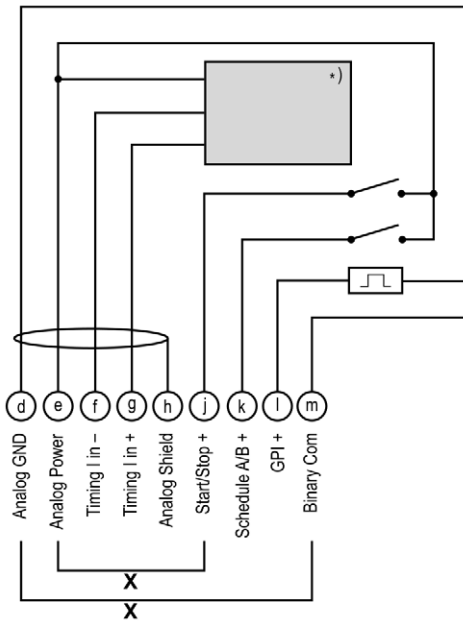 *)
d
e
f
g
h
j
k
l
m
Analog GND
Analog Power
Timing I in –
Timing I in +
Analog Shield
Start/Stop +
Schedule A/B +
GPI +
Binary Com
X
X